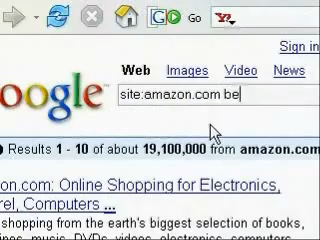 G Go Y!
Sign in
Web Images Video News
oogle™
site:amazon.com be
Results 1 - 10 of about 19,100,000 from amazon.com
on.com: Online Shopping for Electronics,
rel, Computers ...
shopping from the earth's biggest selection of books,